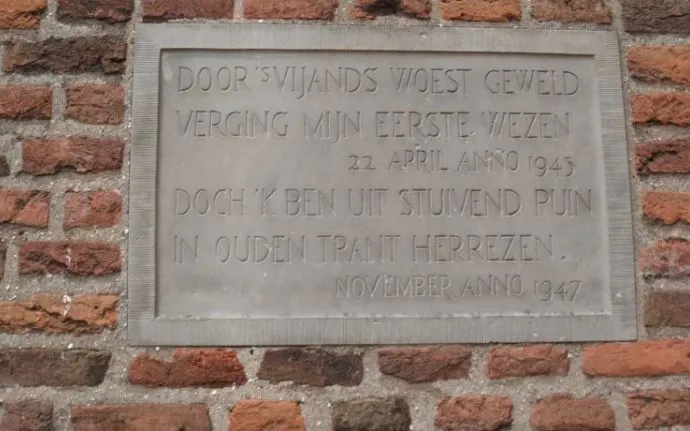 DOOR 'S VIJANDS WOEST GEWELD
VERGING MIJN EERSTE WEZEN
22 APRIL ANNO 1945
DOCH 'K BEN UIT STUIVEND PUIN
IN OUDEN TRANT HERREZEN.
NOVEMBER ANNO 1947